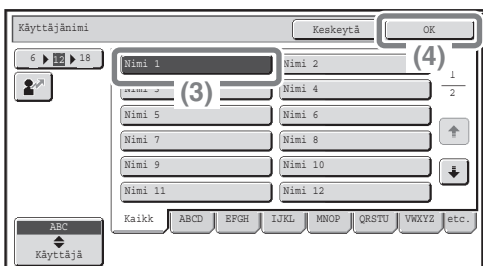 Käyttäjänimi
Keskeytä
OK
(4)
6 12 18
Nimi 1
Nimi 2
(3)
Nimi 3
Nimi 4
Nimi 5
Nimi 6
Nimi 7
Nimi 8
Nimi 9
Nimi 10
Nimi 11
Nimi 12
1
2
Kaikk
ABCD
EFGH
IJKL
MNOP
QRSTU
VWXYZ
etc.
ABC
Käyttäjä